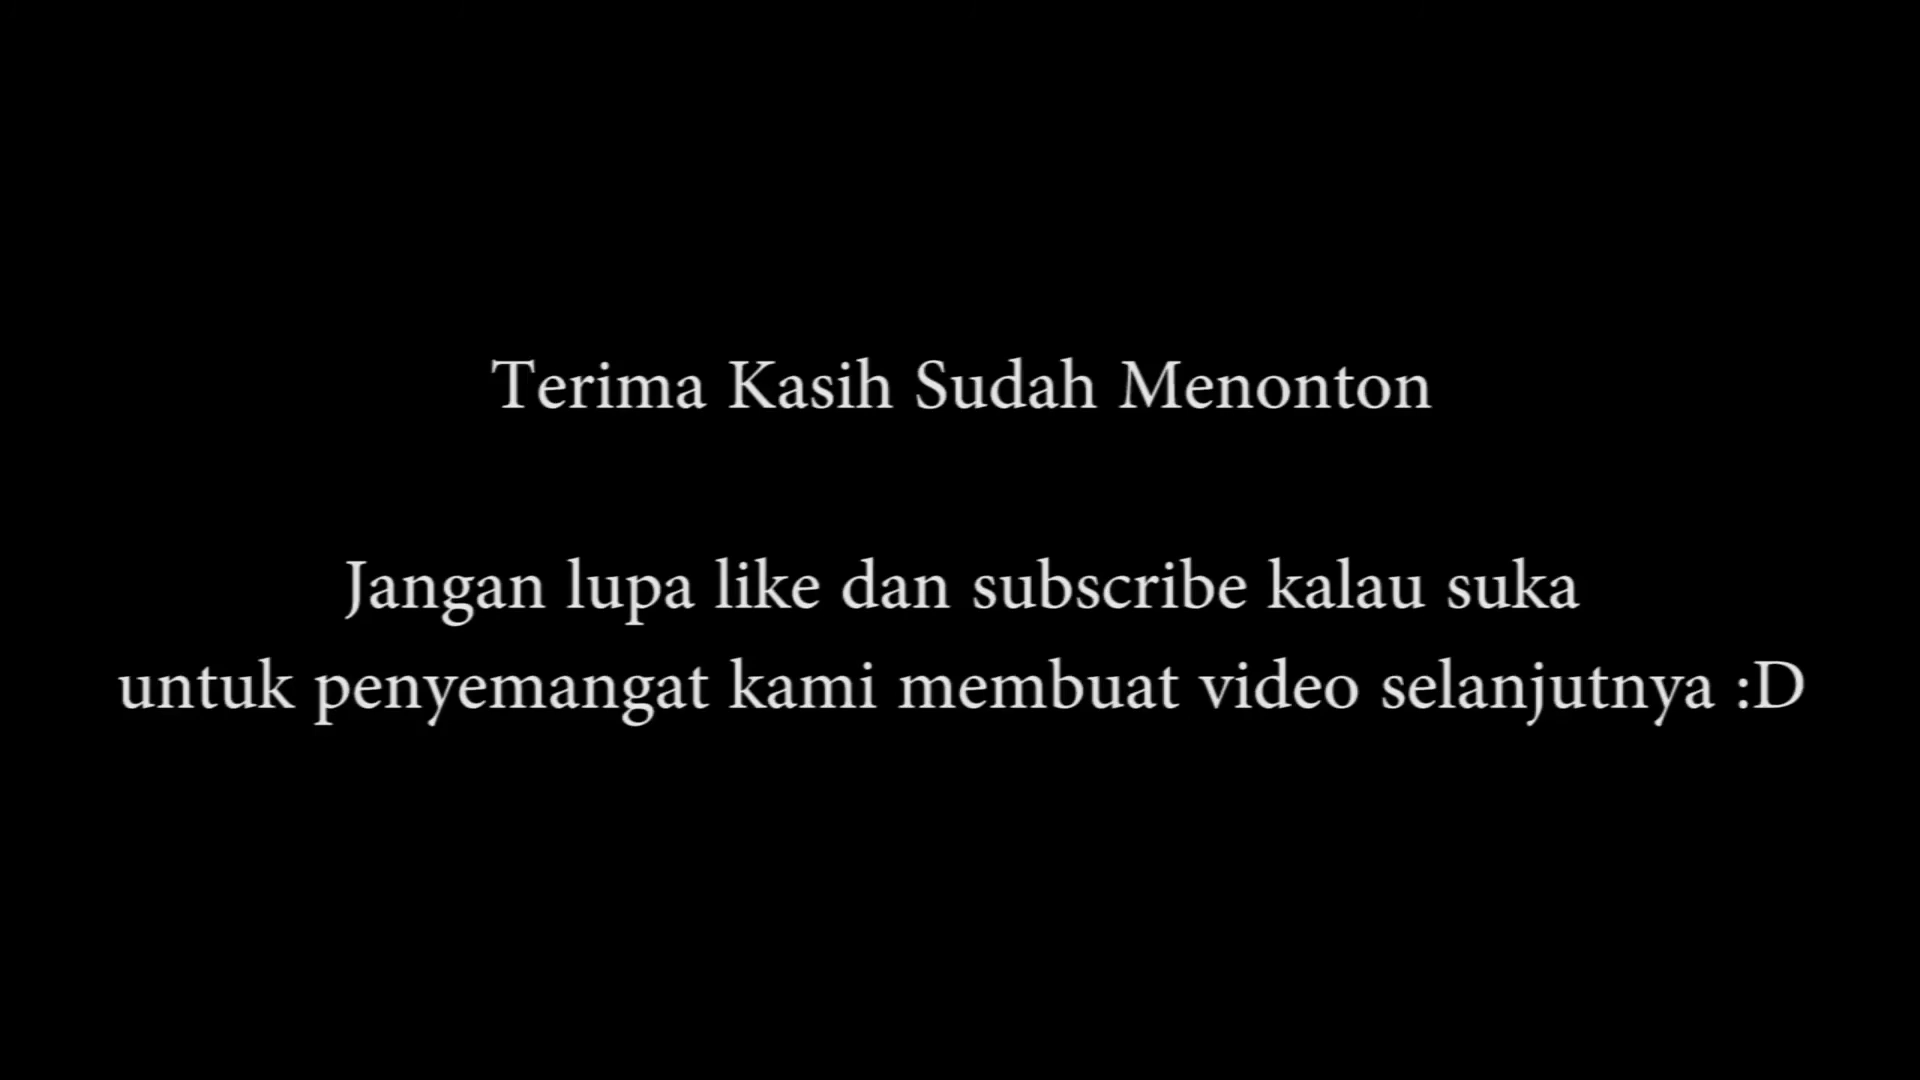 Terima Kasih Sudah Menonton
Jangan lupa like dan subscribe kalau suka
untuk penyemangat kami membuat video selanjutnya :D